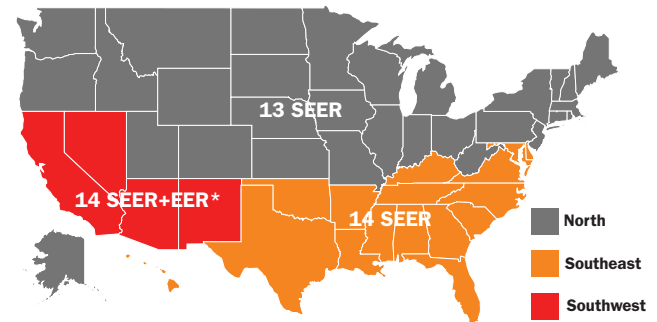 13 SEER
14 SEER+EER*
14 SEER
North
Southeast
Southwest